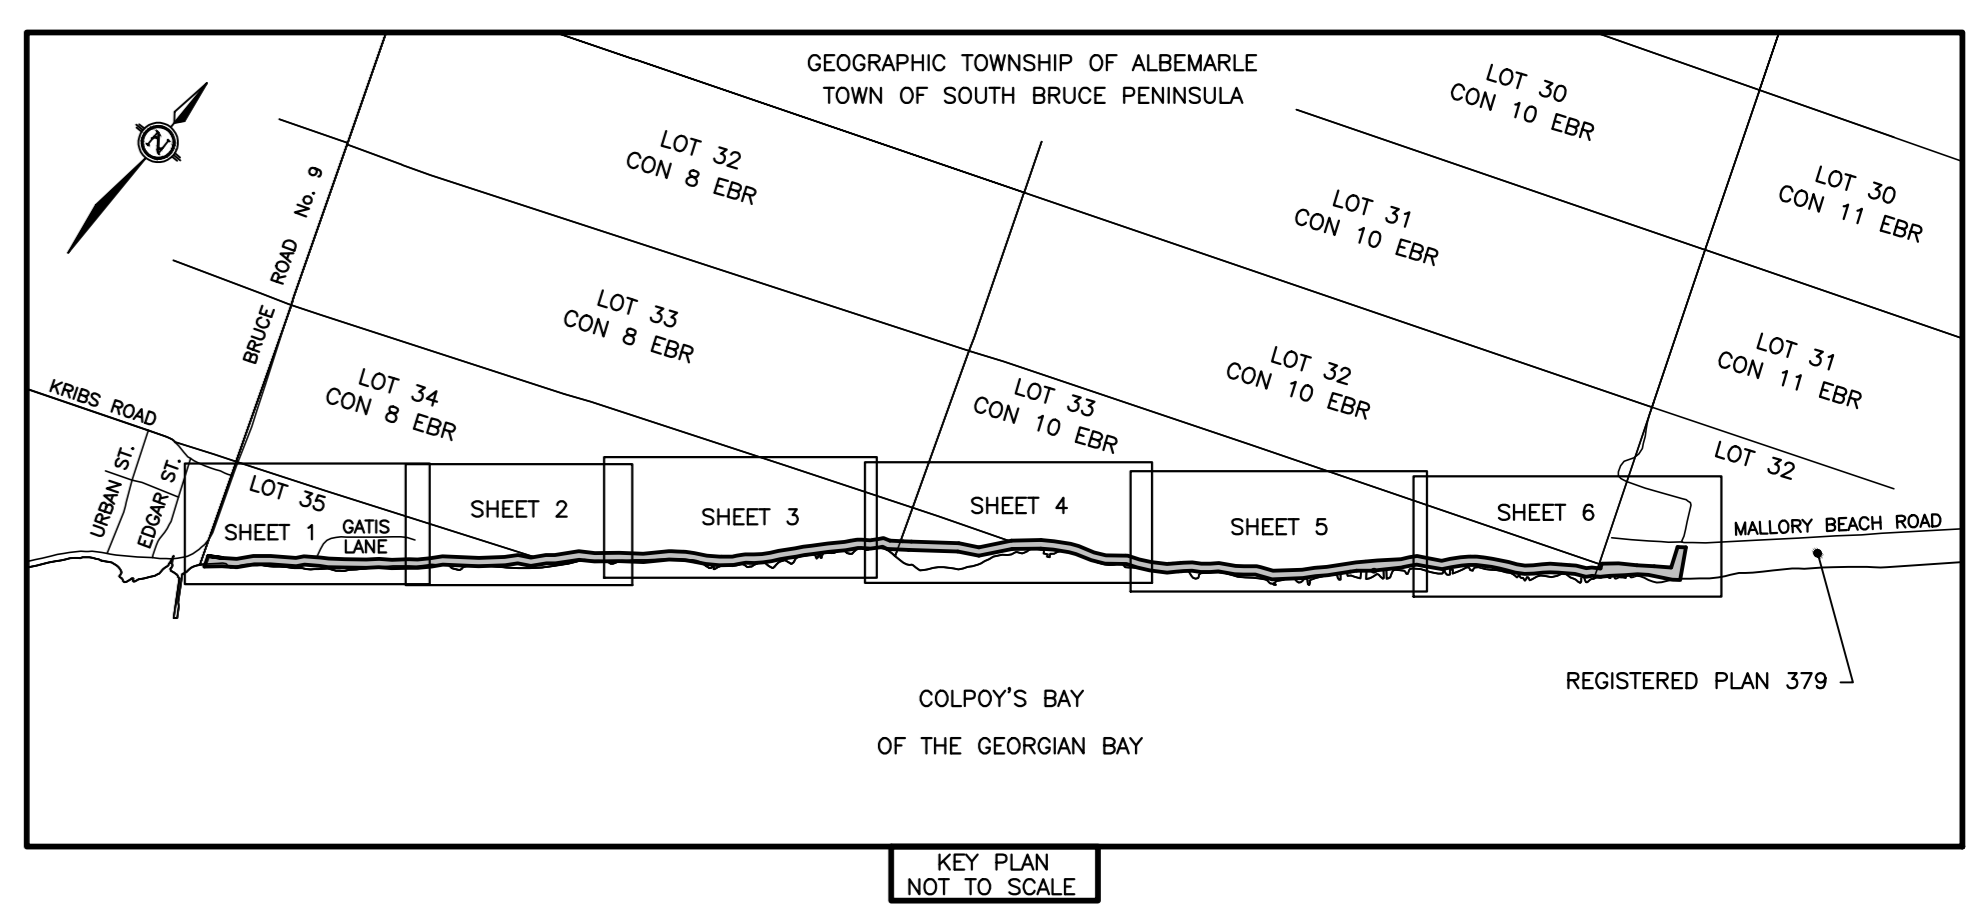 GEOGRAPHIC TOWNSHIP OF ALBEMARLE
TOWN OF SOUTH BRUCE PENINSULA
N
LOT 30
CON 10 EBR
LOT 32
CON 8 EBR
BRUCE ROAD No. 9
LOT 31
CON 10 EBR
LOT 30
CON 11 EBR
LOT 33
CON 8 EBR
LOT 34
CON 8 EBR
LOT 33
CON 10 EBR
LOT 32
CON 10 EBR
LOT 31
CON 11 EBR
KRIBS ROAD
LOT 32
URBAN ST.
EDGAR ST.
LOT 35
SHEET 1
GATIS
LANE
SHEET 2
SHEET 3
SHEET 4
SHEET 5
SHEET 6
MALLORY BEACH ROAD
REGISTERED PLAN 379
COLPOY'S BAY
OF THE GEORGIAN BAY
KEY PLAN
NOT TO SCALE